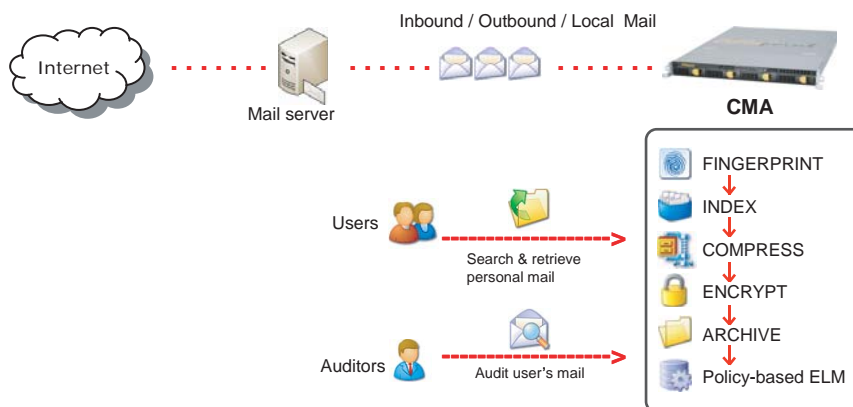 Inbound / Outbound / Local Mail
Internet
Mail server
CMA
FINGERPRINT
INDEX
COMPRESS
ENCRYPT
ARCHIVE
Policy-based ELM
Users
Search & retrieve
personal mail
Auditors
Audit user's mail